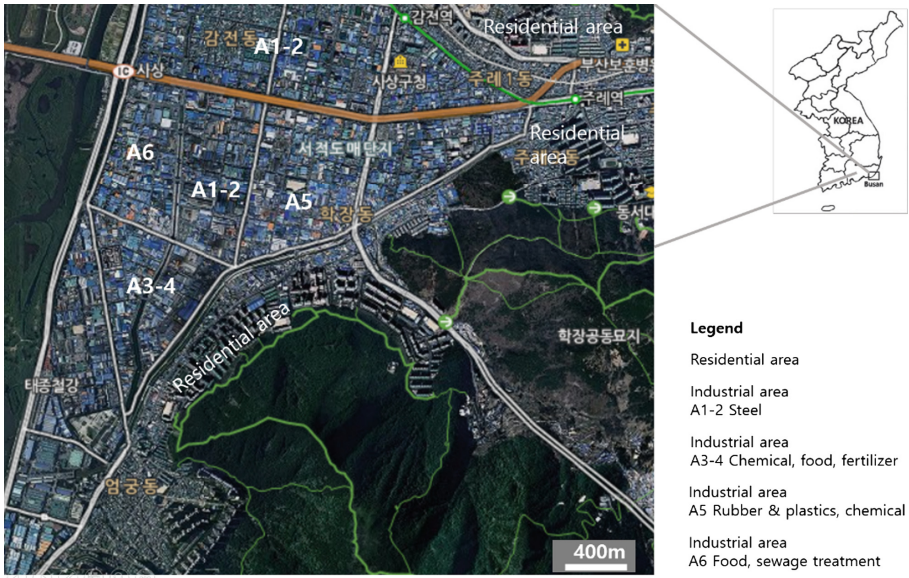 감전역
Residential area
감전동
A1-2
부산보훈병원
IC
사상
사상구청
주례1동
주례역
A6
서적도매단지
Residential
area
A1-2
A5
학장동
동서대
A3-4
Residential area
학장공동묘지
태종철강
엄궁동
400m
KOREA
Busan
Legend
Residential area
Industrial area
A1-2 Steel
Industrial area
A3-4 Chemical, food, fertilizer
Industrial area
A5 Rubber & plastics, chemical
Industrial area
A6 Food, sewage treatment